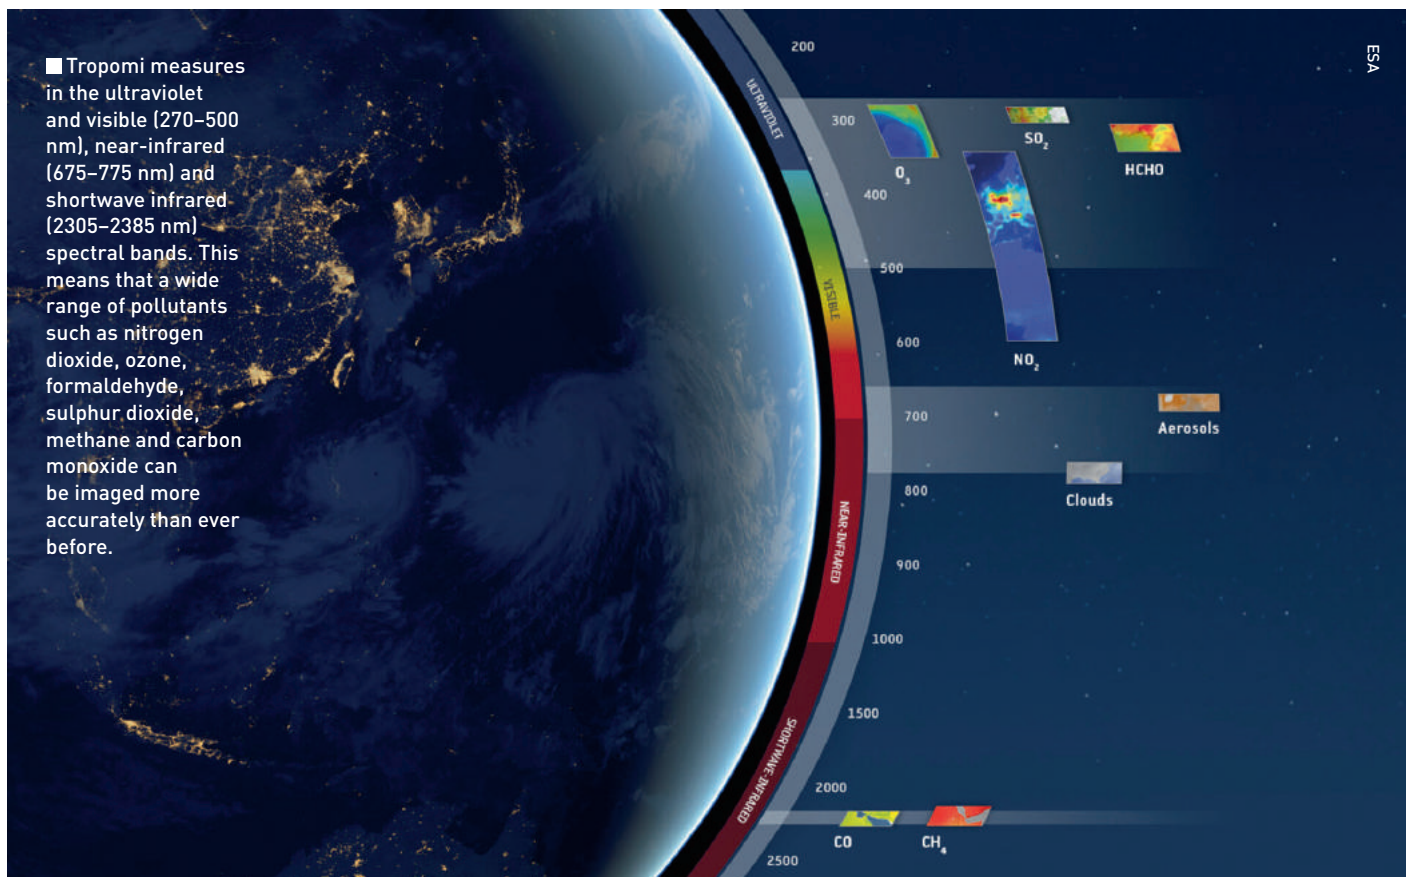 ■ Tropomi measures
in the ultraviolet
and visible (270–500
nm), near-infrared
(675–775 nm) and
shortwave infrared
(2305–2385 nm)
spectral bands. This
means that a wide
range of pollutants
such as nitrogen
dioxide, ozone,
formaldehyde,
sulphur dioxide,
methane and carbon
monoxide can
be imaged more
accurately than ever
before.
ULTRAVIOLET
VISIBLE
NEAR-INFRARED
SHORTWAVE-INFRARED
200
300
400
500
600
700
800
900
1000
1500
2000
2500
O₃
SO₂
HCHO
NO₂
Aerosols
Clouds
CO
CH₄
ESA